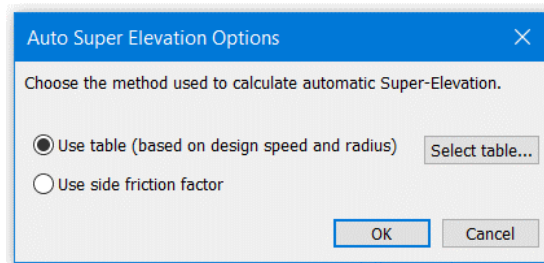 Auto Super Elevation Options
Choose the method used to calculate automatic Super-Elevation.
Use table (based on design speed and radius)
Select table...
Use side friction factor
OK
Cancel